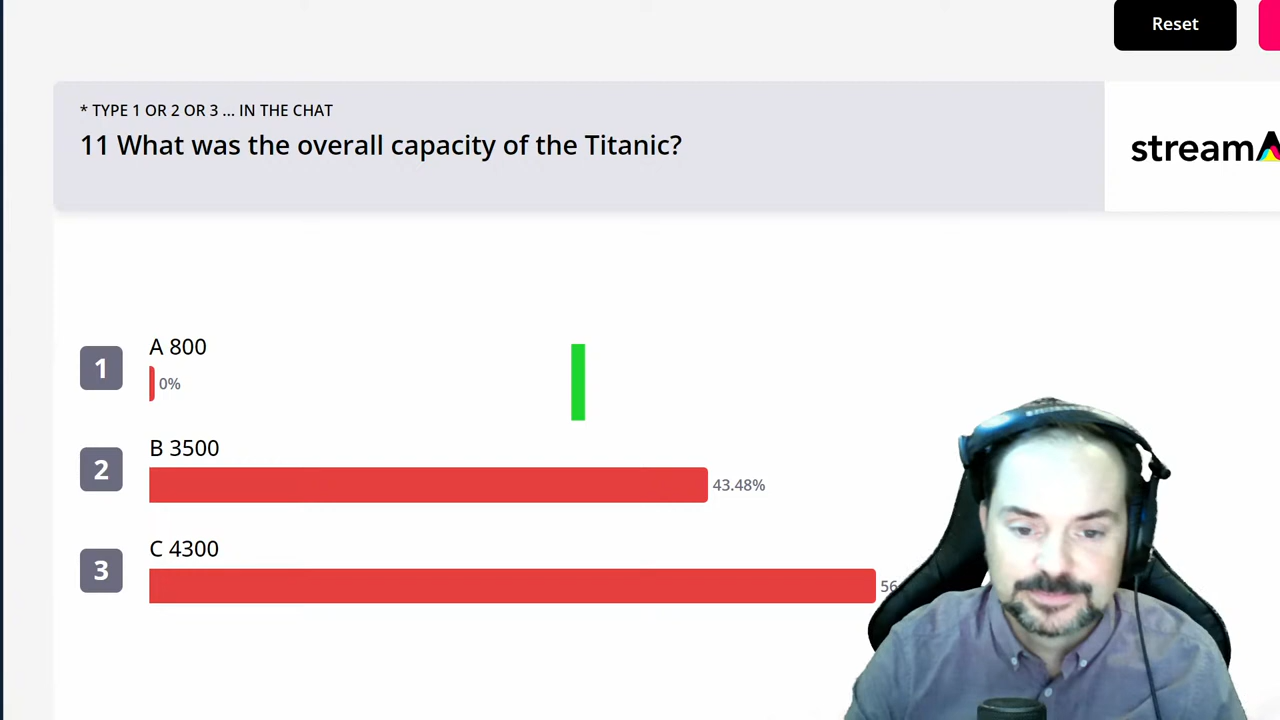 Reset
* TYPE 1 OR 2 OR 3 ... IN THE CHAT
11 What was the overall capacity of the Titanic?
stream
1
A 800
0%
2
B 3500
43.48%
3
C 4300
56